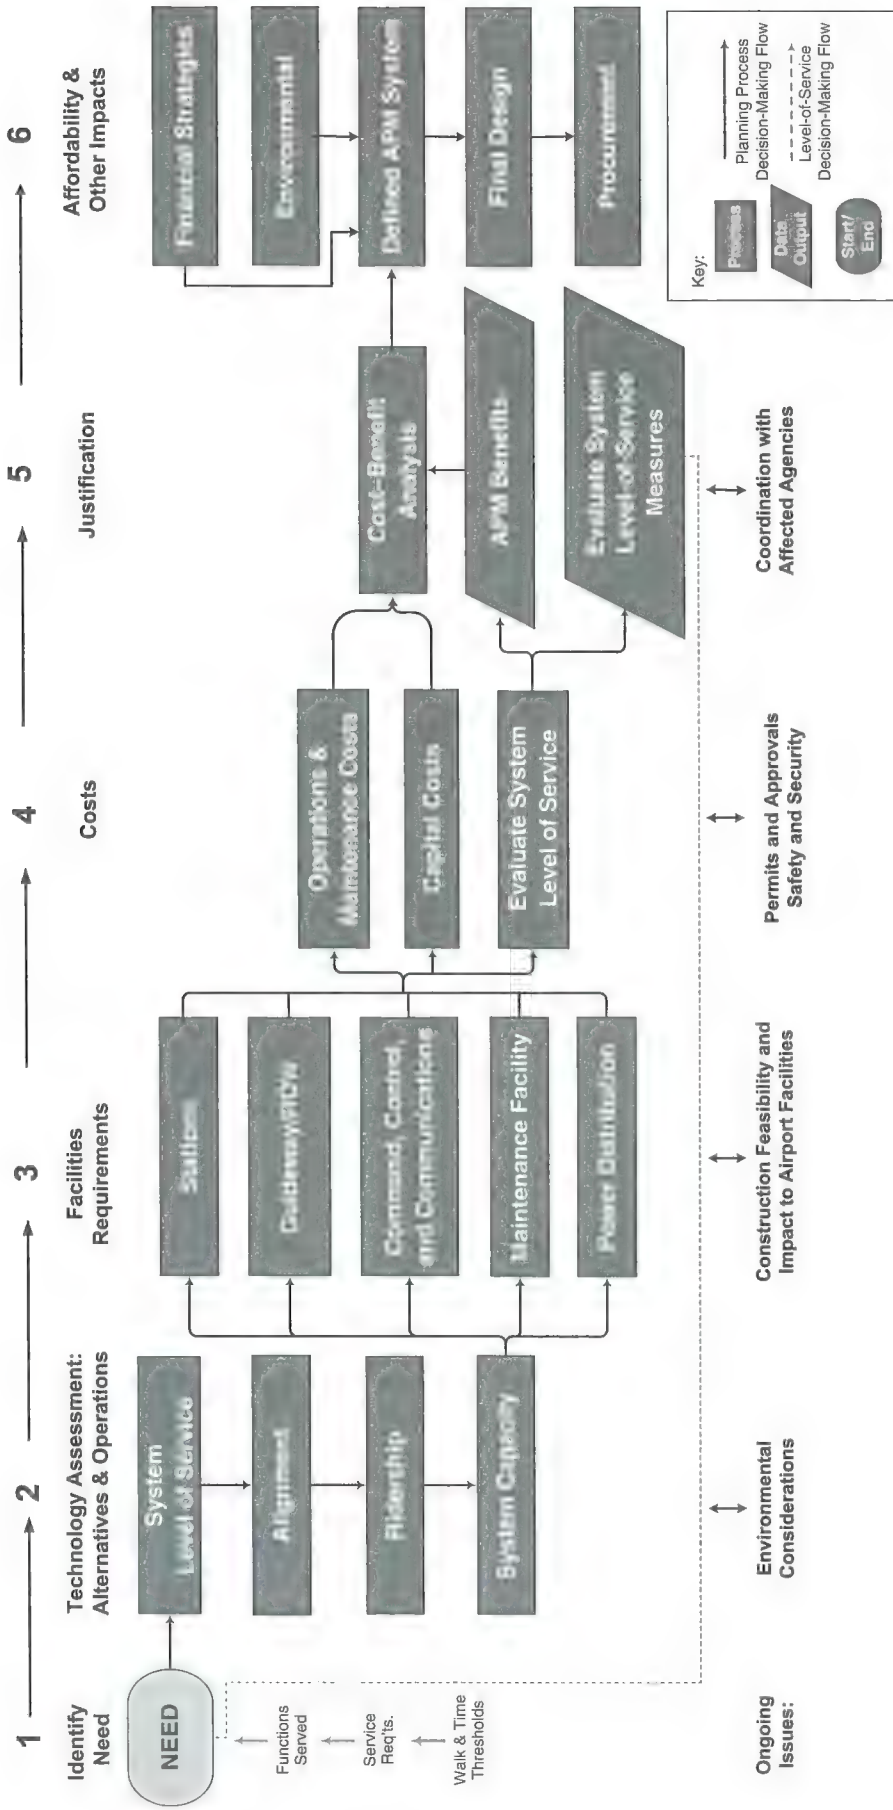 1
2
3
4
5
6
Identify
Need
Technology Assessment:
Alternatives & Operations
Facilities
Requirements
Costs
Justification
Affordability &
Other Impacts
NEED
Functions
Served
Service
Req'ts.
Walk & Time
Thresholds
System
Level of Service
Alignment
Ridership
System Capacity
Stations
Guideway/ROW
Command, Control,
and Communications
Maintenance Facility
Power Distribution
Operations &
Maintenance Costs
Capital Costs
Evaluate System
Level of Service
Cost–Benefit
Analysis
APM Benefits
Evaluate System
Level-of-Service
Measures
Financial Strategies
Environmental
Defined APM System
Final Design
Procurement
Ongoing
Issues:
Environmental
Considerations
Construction Feasibility and
Impact to Airport Facilities
Permits and Approvals
Safety and Security
Coordination with
Affected Agencies
Key:
Process
Data
Output
Start/
End
Planning Process
Decision-Making Flow
Level-of-Service
Decision-Making Flow